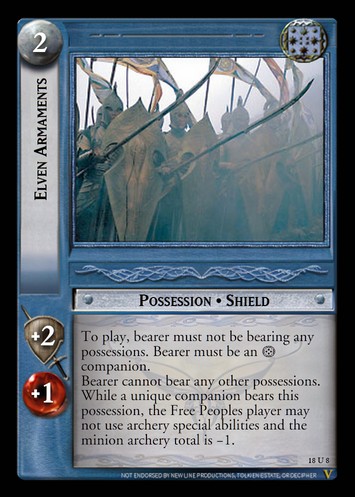 2
ELVEN ARMAMENTS
POSSESSION • SHIELD
+2
+1
To play, bearer must not be bearing any
possessions. Bearer must be an
companion.
Bearer cannot bear any other possessions.
While a unique companion bears this
possession, the Free Peoples player may
not use archery special abilities and the
minion archery total is –1.
18 U 8
NOT ENDORSED BY NEW LINE PRODUCTIONS, TOLKIEN ESTATE, OR DECIPHER
V